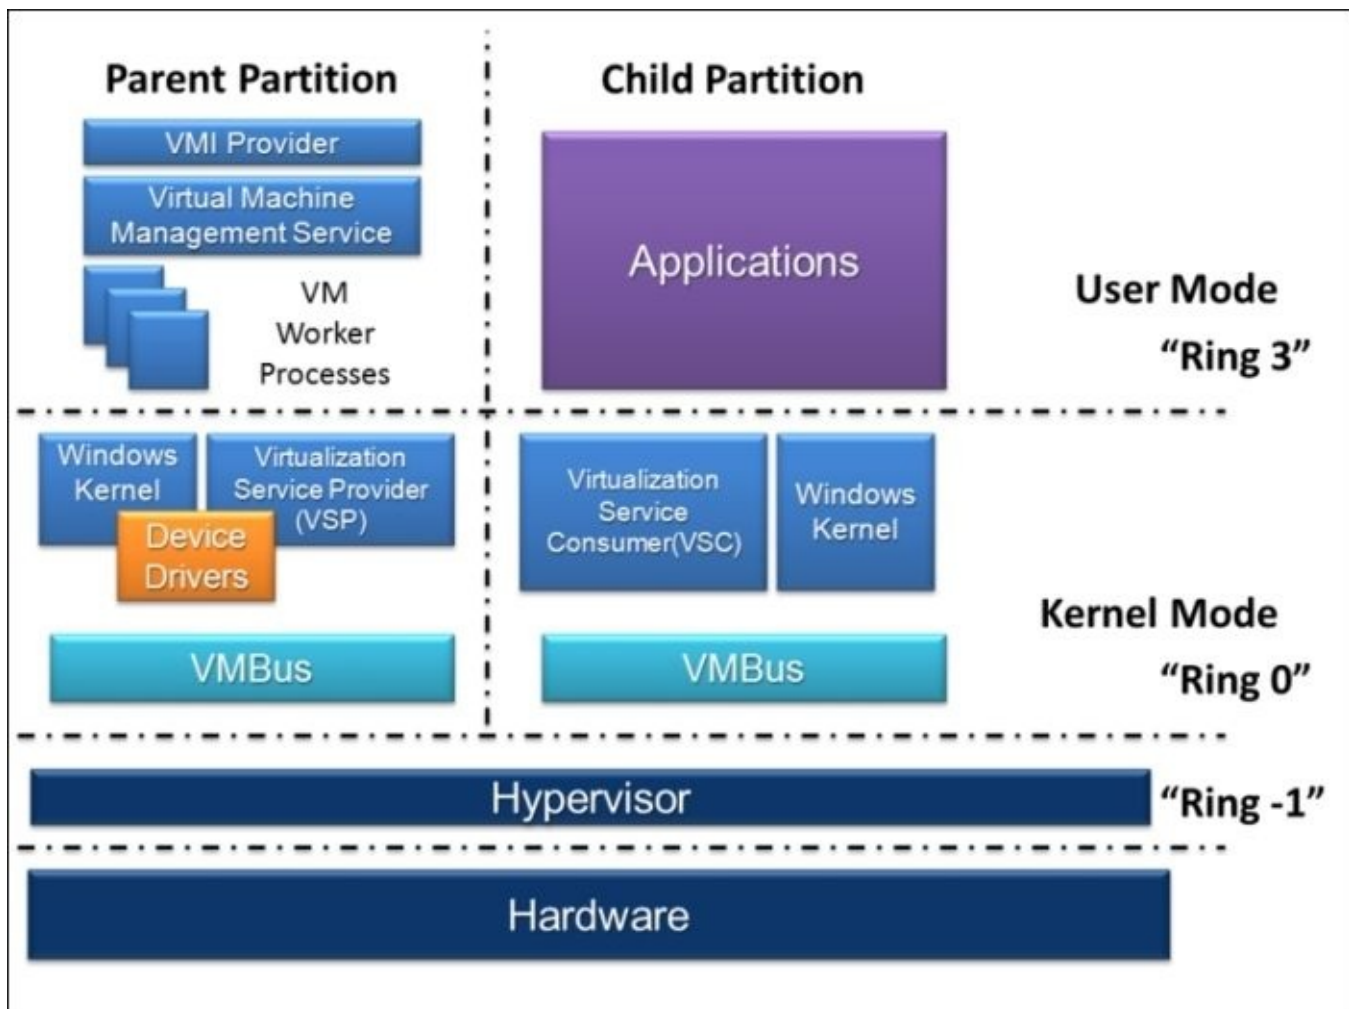 Parent Partition
Child Partition
VMI Provider
Virtual Machine
Management Service
VM
Worker
Processes
Applications
User Mode
“Ring 3”
Windows
Kernel
Virtualization
Service Provider
(VSP)
Device
Drivers
Virtualization
Service
Consumer(VSC)
Windows
Kernel
Kernel Mode
“Ring 0”
VMBus
VMBus
Hypervisor
“Ring -1”
Hardware